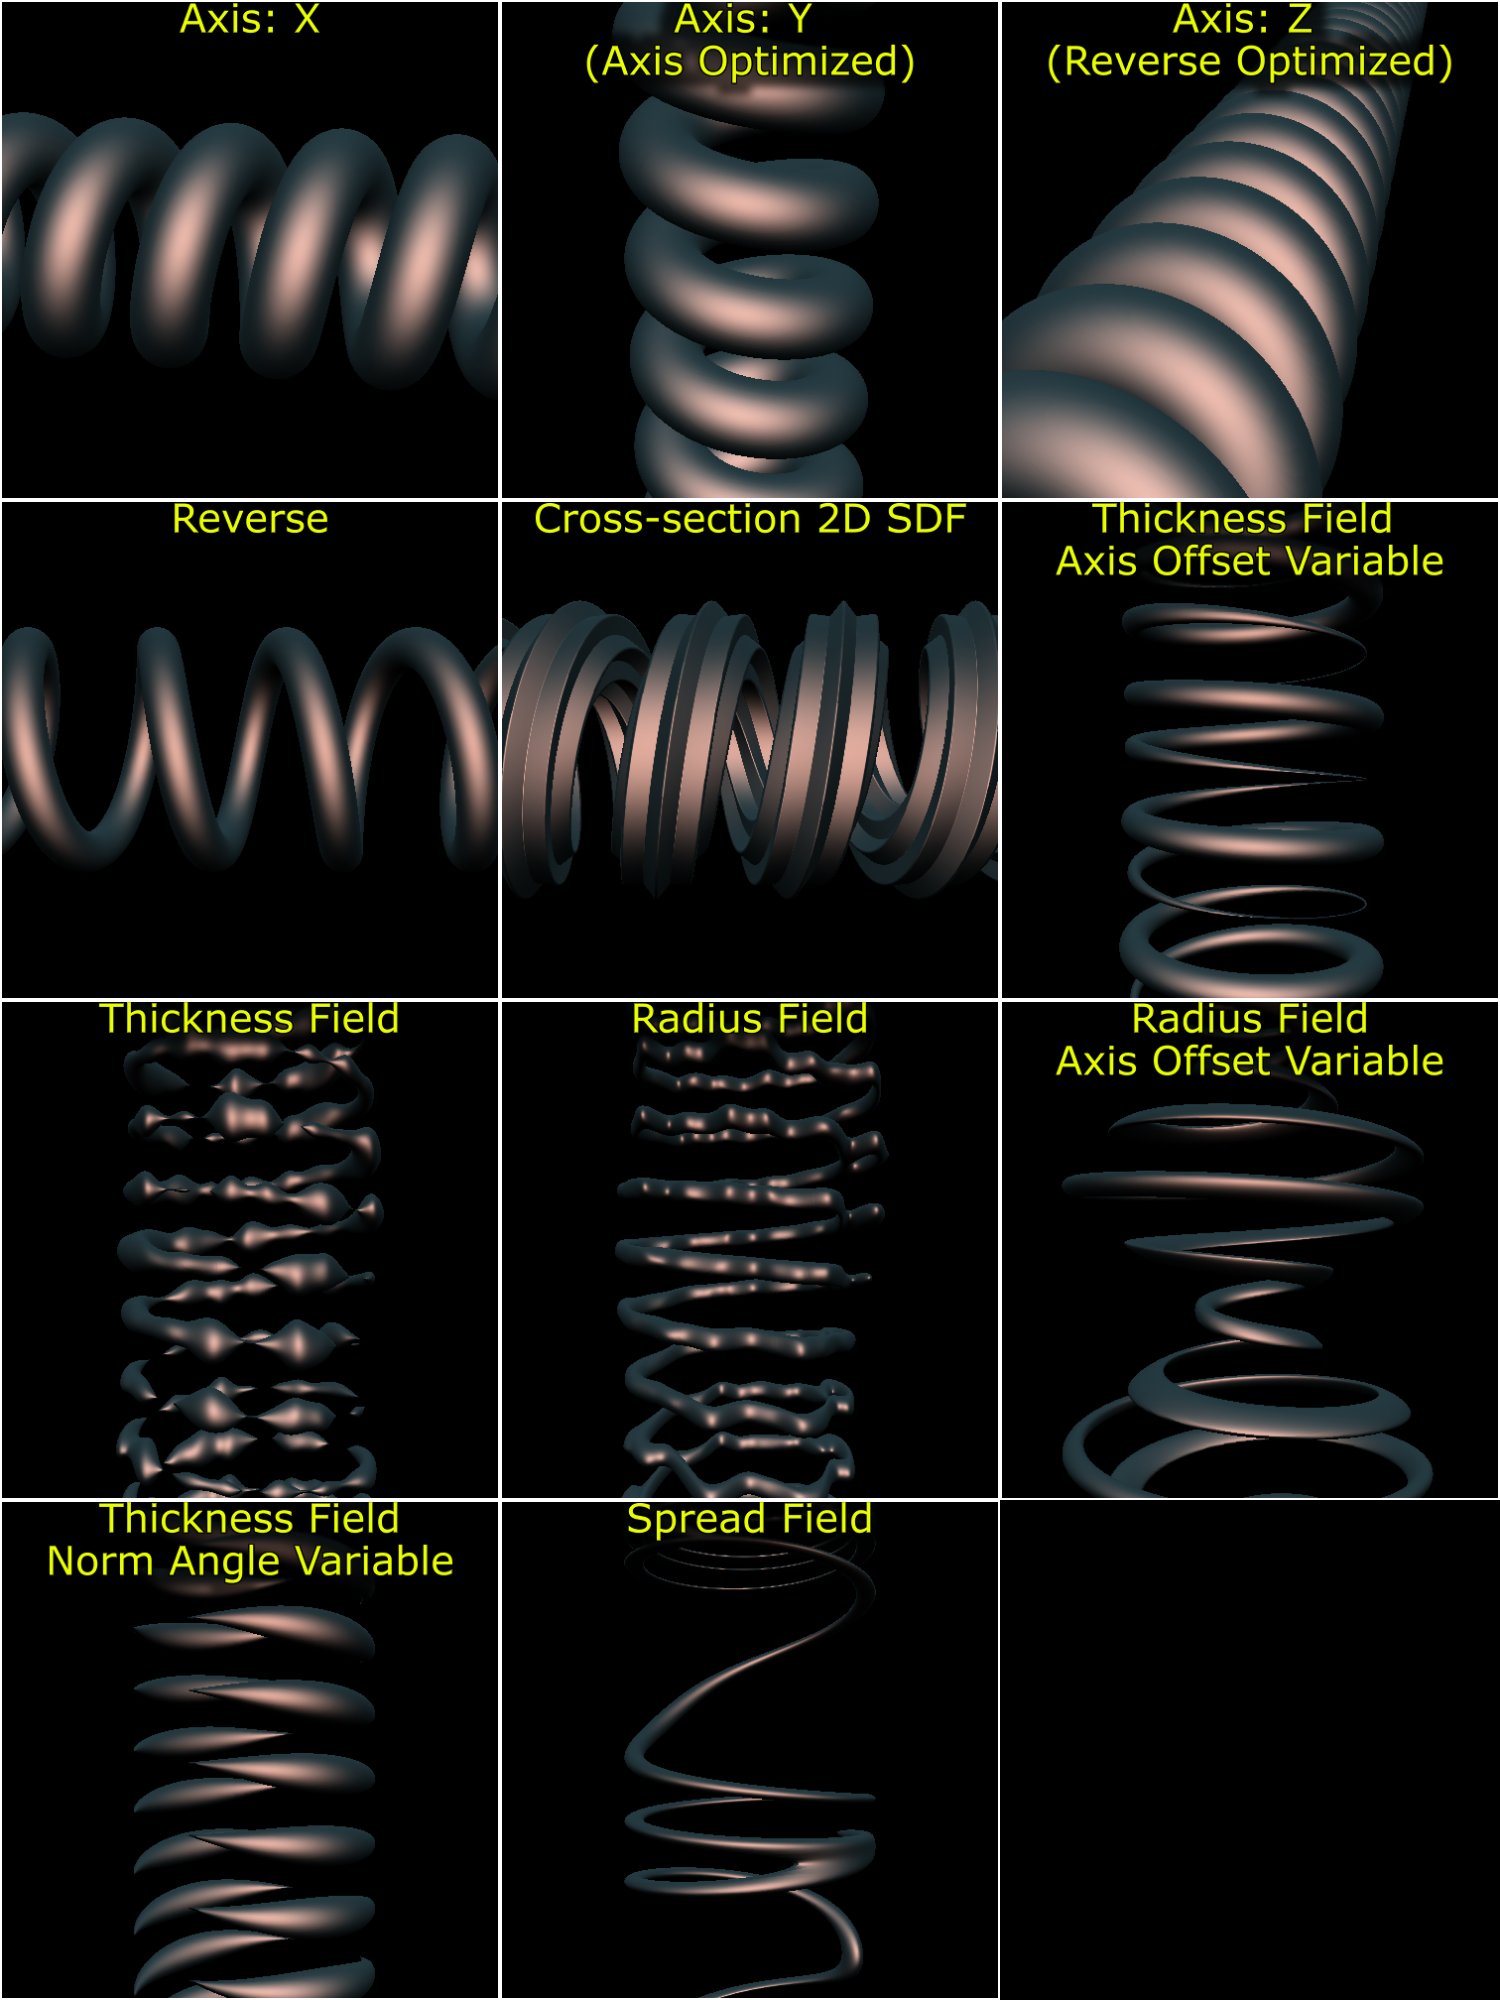 Axis: X
Axis: Y
(Axis Optimized)
Axis: Z
(Reverse Optimized)
Reverse
Cross-section 2D SDF
Thickness Field
Axis Offset Variable
Thickness Field
Radius Field
Radius Field
Axis Offset Variable
Thickness Field
Norm Angle Variable
Spread Field